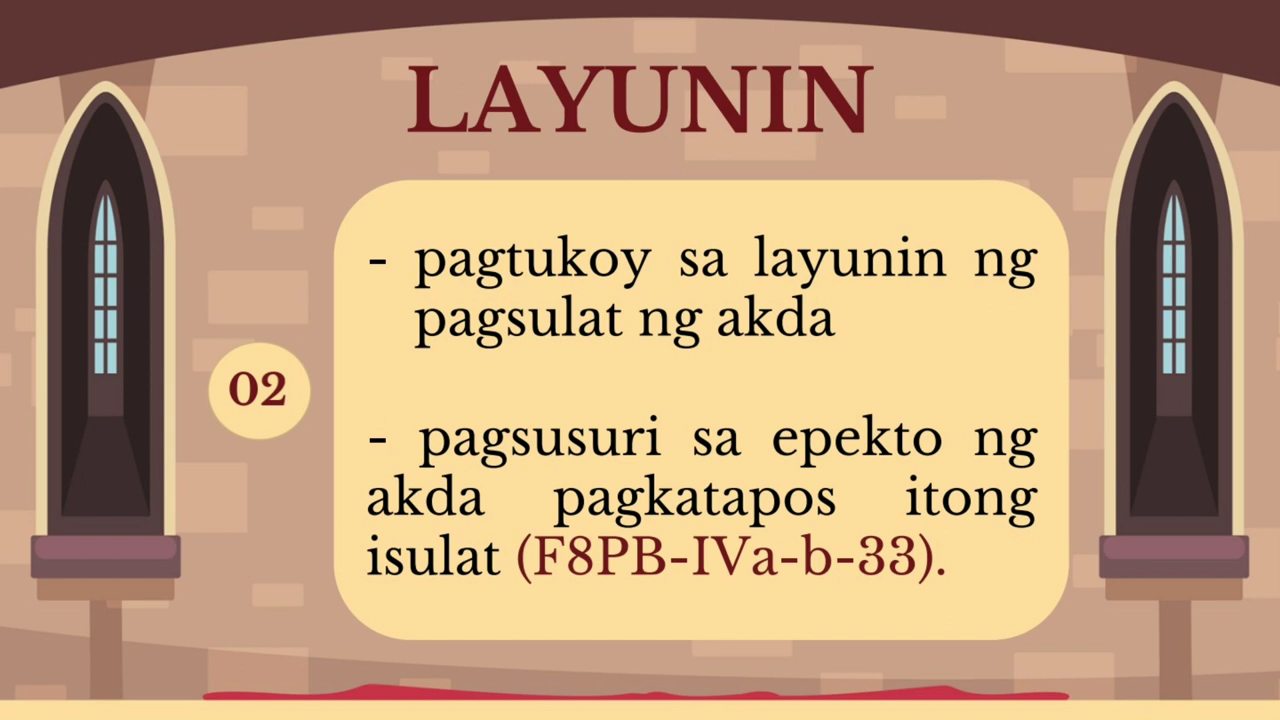 LAYUNIN
- pagtukoy sa layunin ng
pagsulat ng akda
02
- pagsusuri sa epekto ng
akda pagkatapos itong
isulat (F8PB-IVa-b-33).